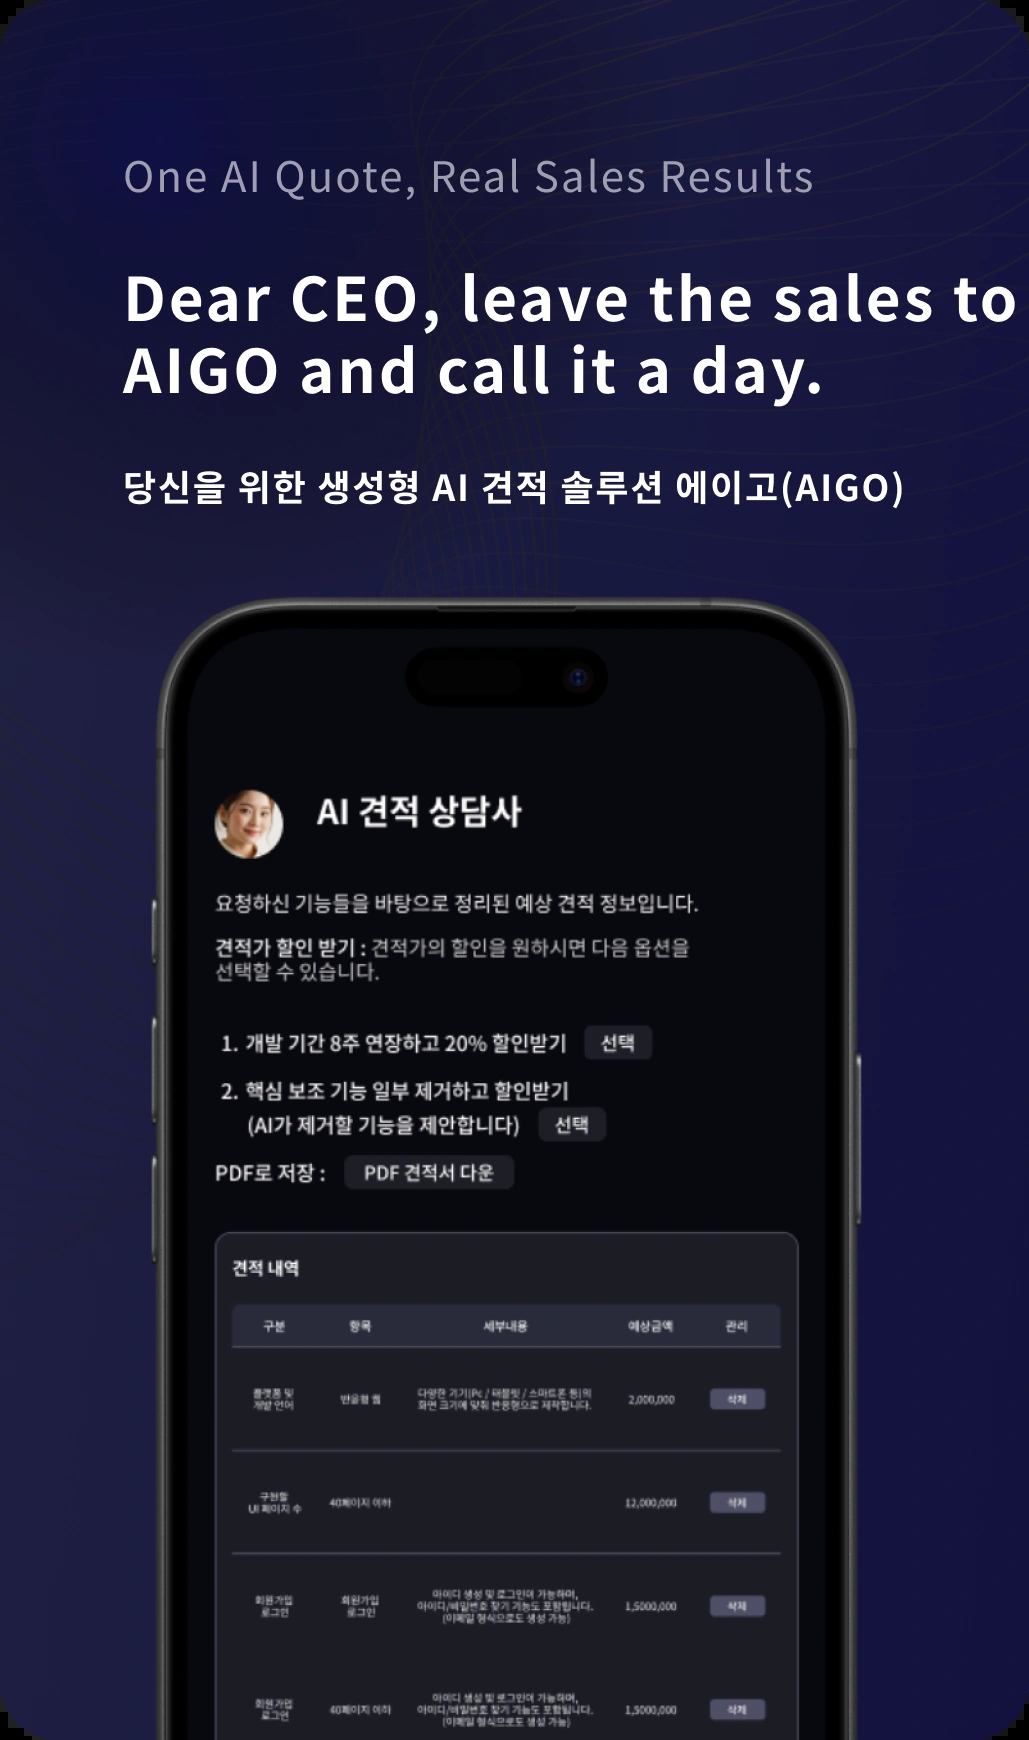 One AI Quote, Real Sales Results
Dear CEO, leave the sales to
AIGO and call it a day.
당신을 위한 생성형 AI 견적 솔루션 에이고(AIGO)
AI 견적 상담사
요청하신 기능들을 바탕으로 정리된 예상 견적 정보입니다.
견적가 할인 받기 : 견적가의 할인을 원하시면 다음 옵션을
선택할 수 있습니다.
1. 개발 기간 8주 연장하고 20% 할인받기 선택
2. 핵심 보조 기능 일부 제거하고 할인받기
(AI가 제거할 기능을 제안합니다) 선택
PDF로 저장 : PDF 견적서 다운
견적 내역
구분 항목 세부내용 예상금액 관리
플랫폼 및
개발 언어
반응형 웹
다양한 기기(Pc / 태블릿 / 스마트폰 등)의
화면 크기에 맞춰 반응형으로 제작합니다.
2,000,000 삭제
구현할
UI 페이지 수
40페이지 이하 12,000,000 삭제
회원가입
로그인
회원가입
로그인
아이디 생성 및 로그인이 가능하며,
아이디/비밀번호 찾기 기능도 포함됩니다.
(이메일 형식으로도 생성 가능)
1,5000,000 삭제
회원가입
로그인
40페이지 이하
아이디 생성 및 로그인이 가능하며,
아이디/비밀번호 찾기 기능도 포함됩니다.
(이메일 형식으로도 생성 가능)
1,5000,000 삭제